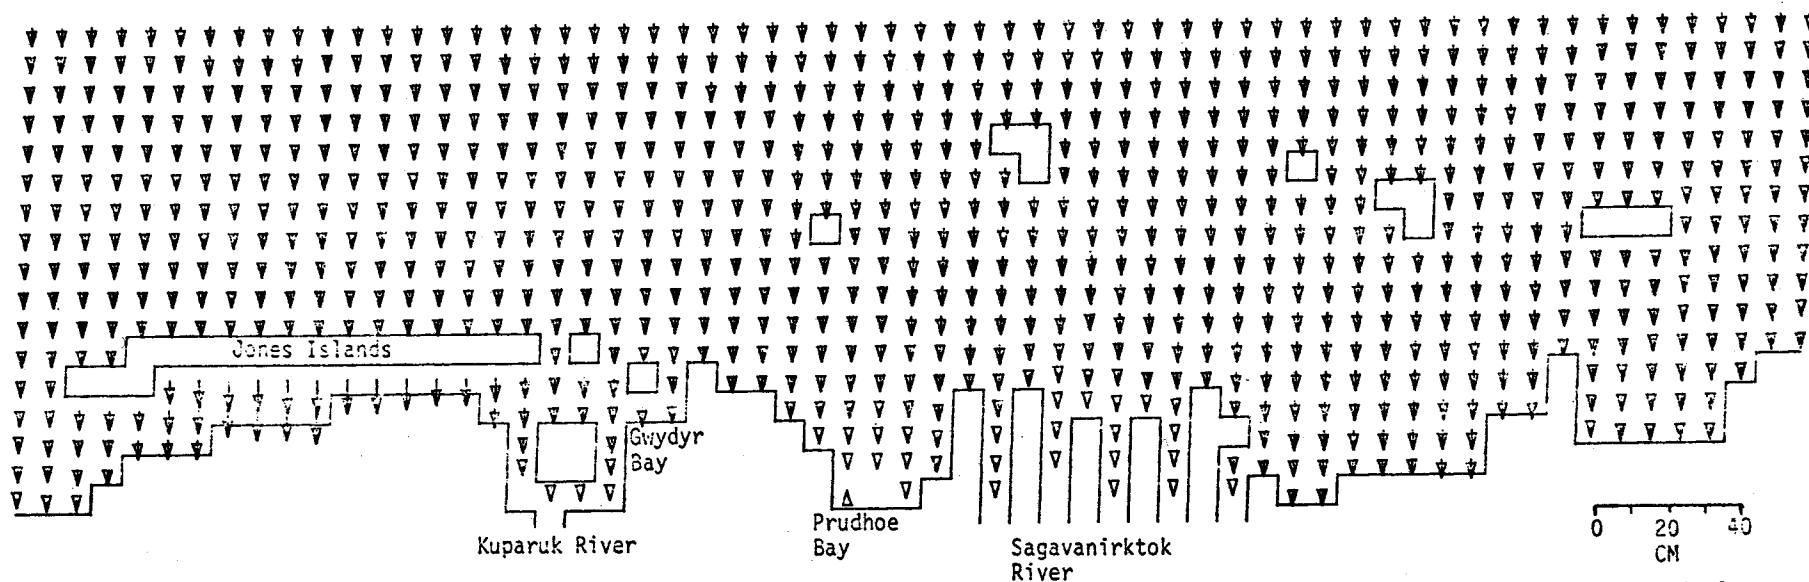 Jones Islands
Gwydyr
Bay
Kuparuk River
Prudhoe
Bay
Sagavanirktok
River
0 20 40
CM